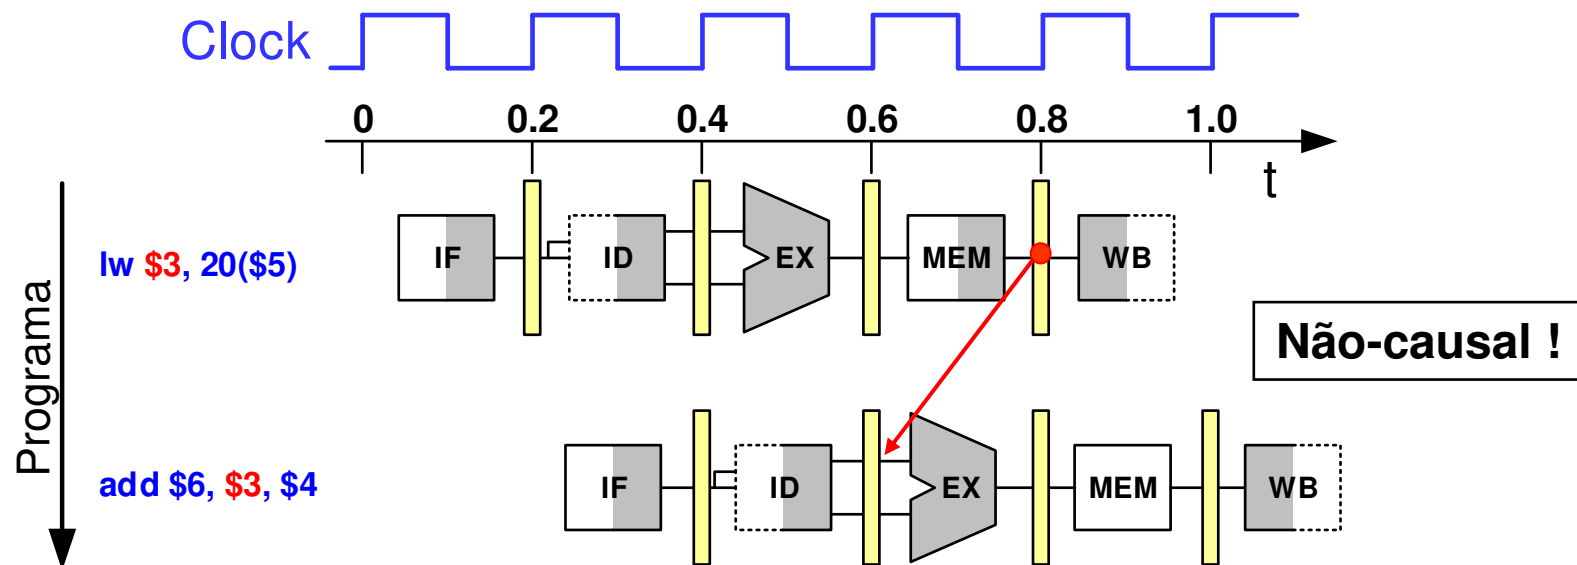 Clock
0 0.2 0.4 0.6 0.8 1.0
t
Programa
lw $3, 20($5)
IF ID EX MEM WB
Não-causal !
add $6, $3, $4
IF ID EX MEM WB